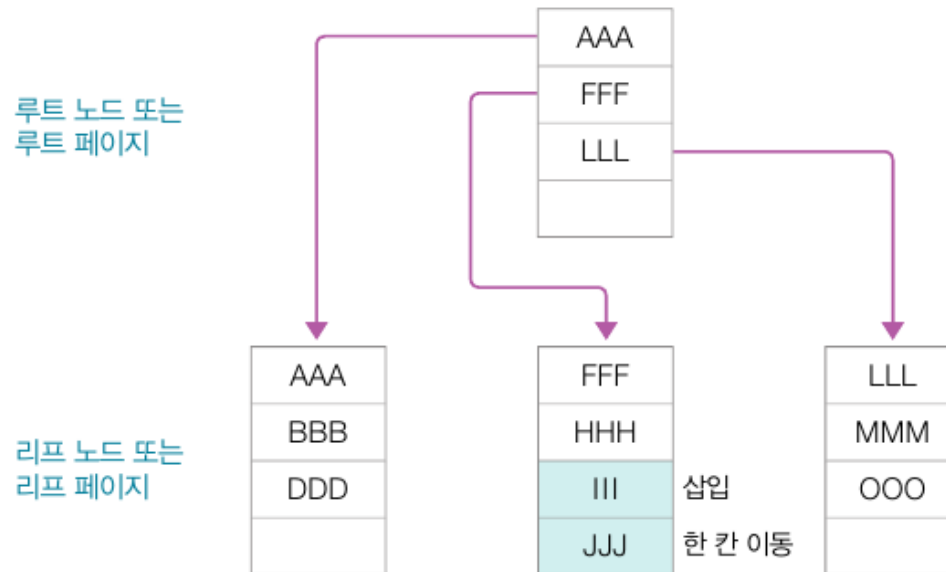 AAA
FFF
LLL
루트 노드 또는
루트 페이지
AAA
BBB
DDD
FFF
HHH
III
JJJ
삽입
한 칸 이동
LLL
MMM
OOO
리프 노드 또는
리프 페이지